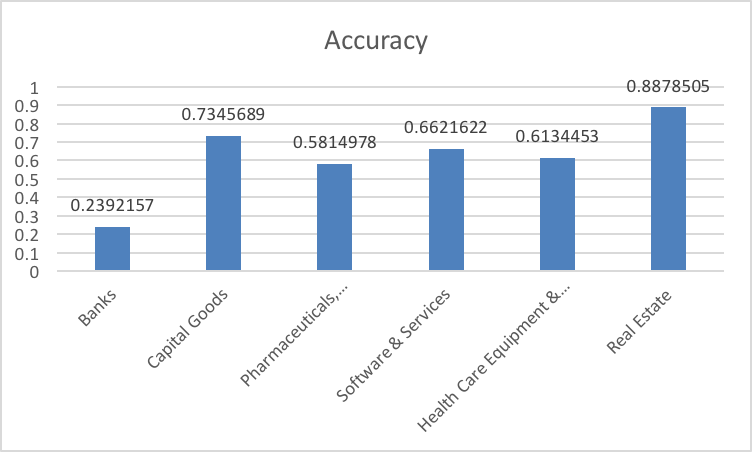 Accuracy
1
0.9
0.8
0.7
0.6
0.5
0.4
0.3
0.2
0.1
0
0.2392157
0.7345689
0.5814978
0.6621622
0.6134453
0.8878505
Banks
Capital Goods
Pharmaceuticals,...
Software & Services
Health Care Equipment &...
Real Estate